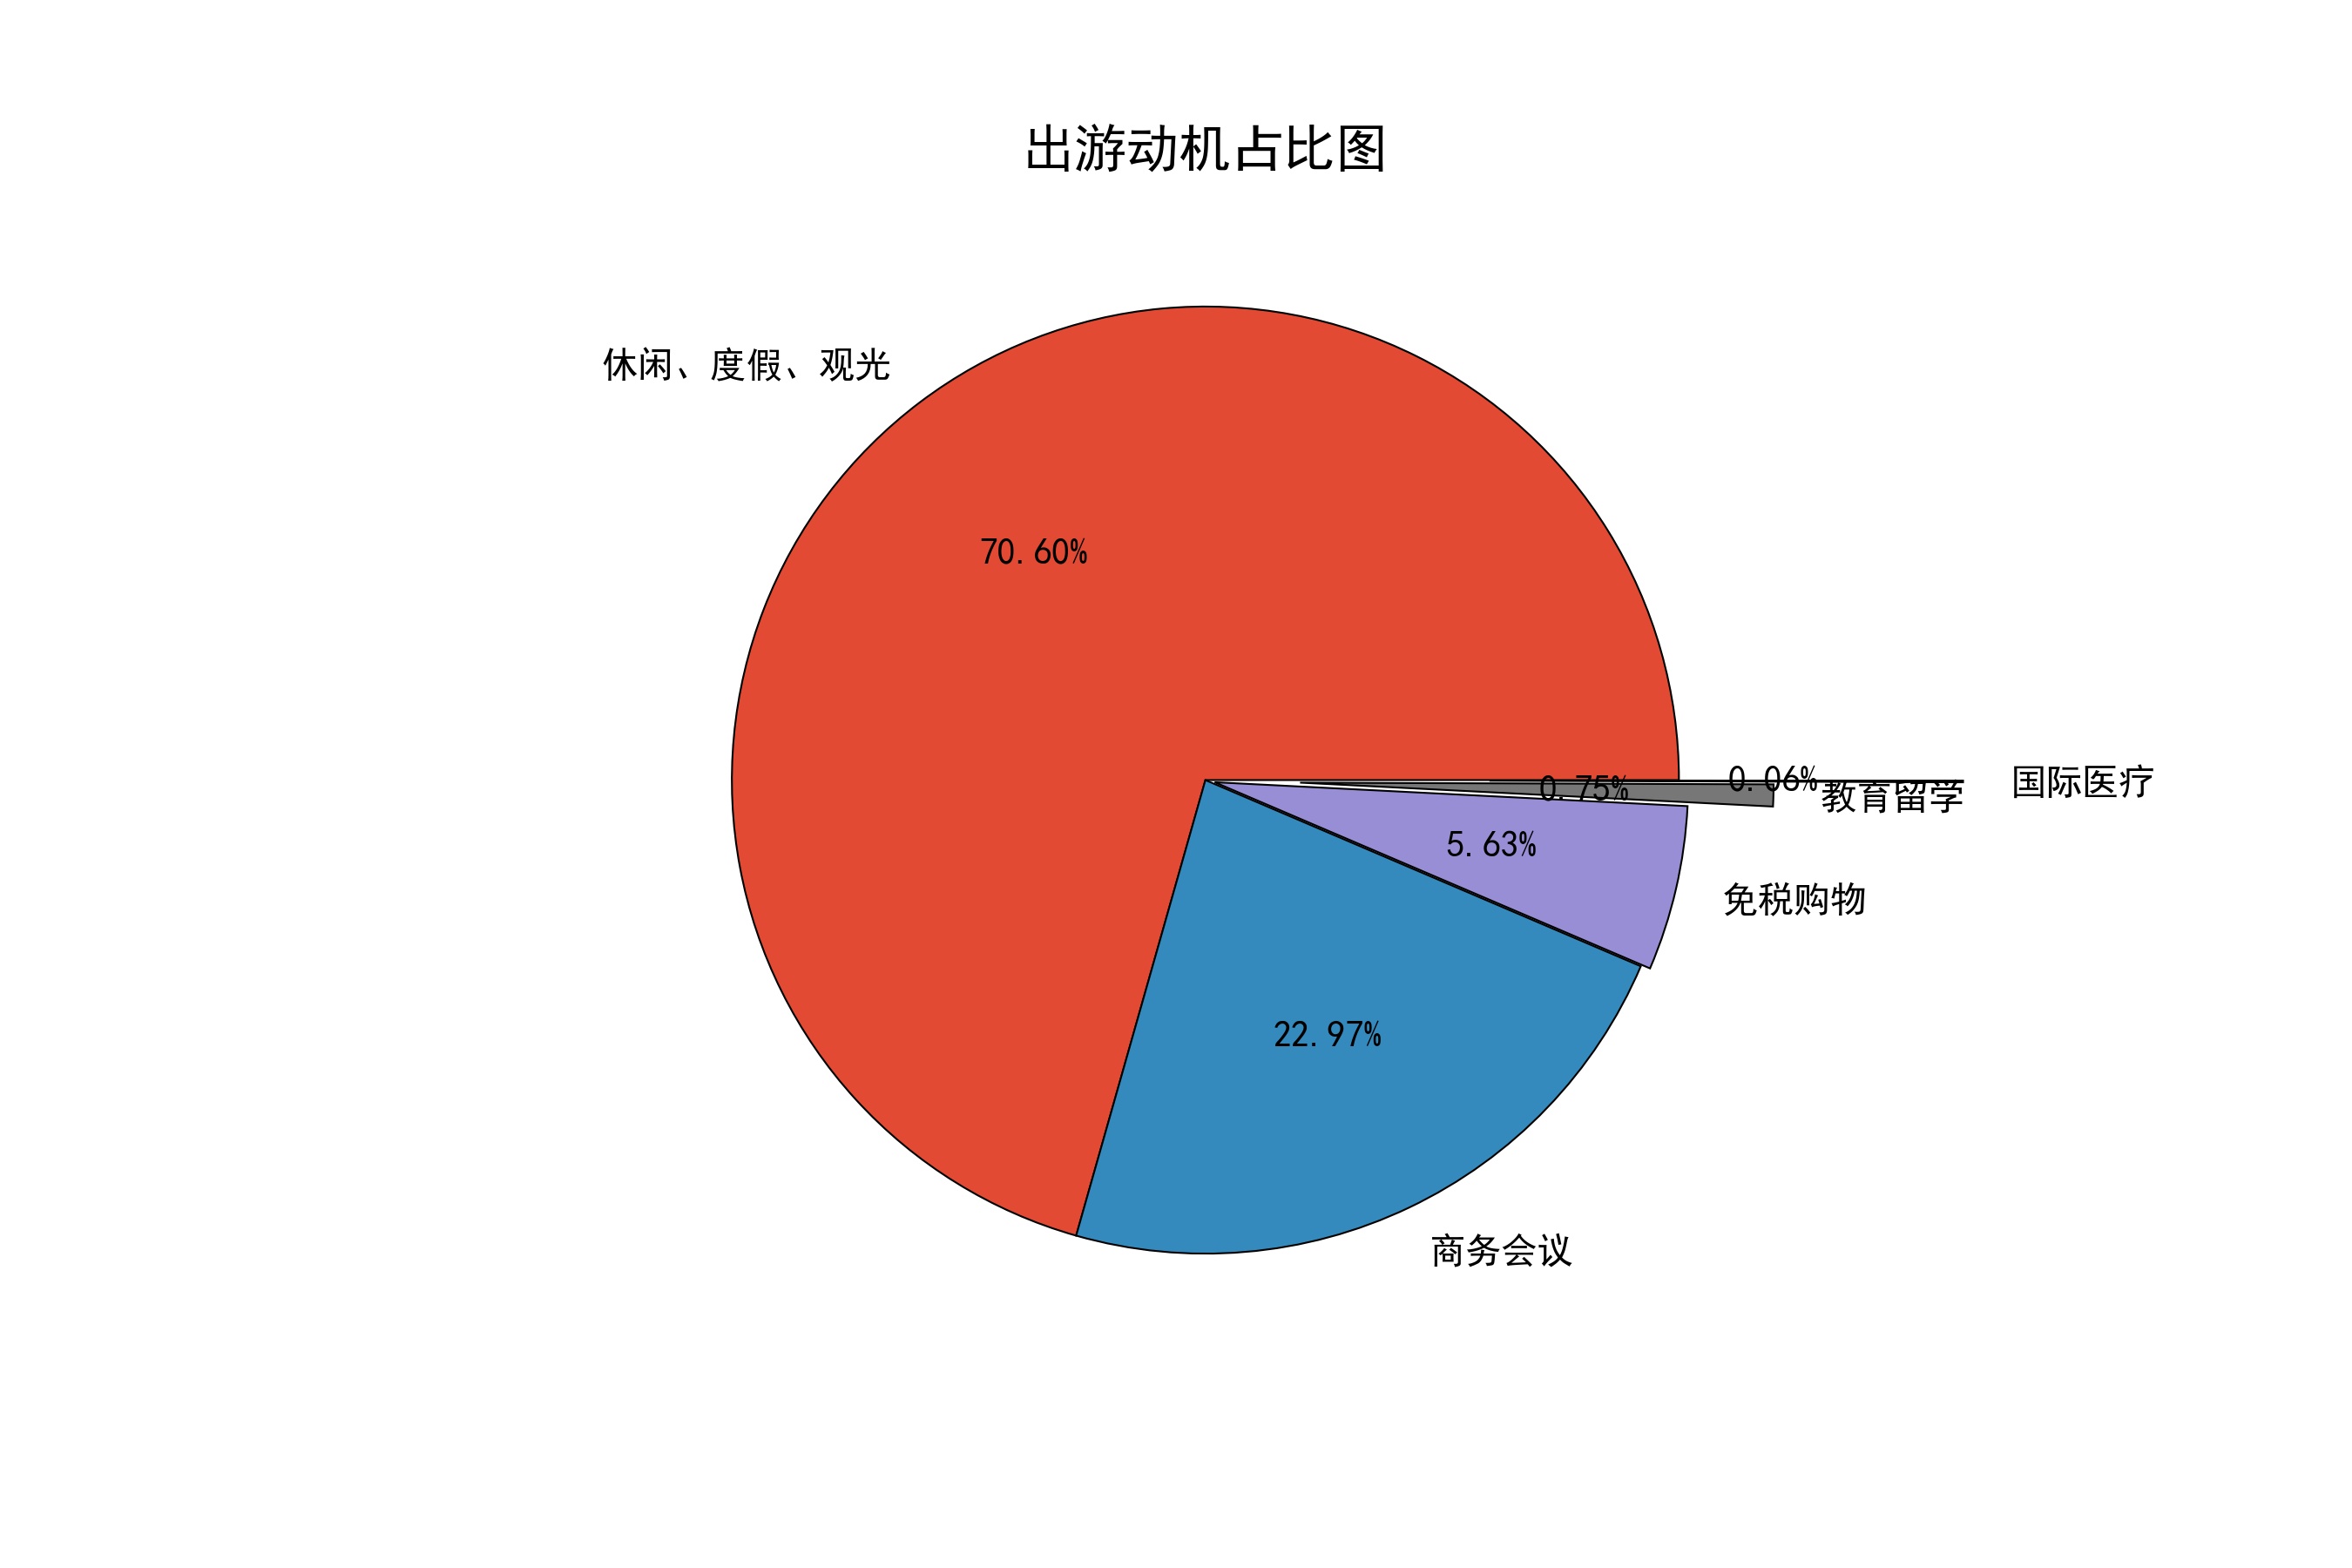 出游动机占比图
休闲、度假、观光
70.60%
0.06%
国际医疗
0.75%
教育留学
5.63%
免税购物
22.97%
商务会议